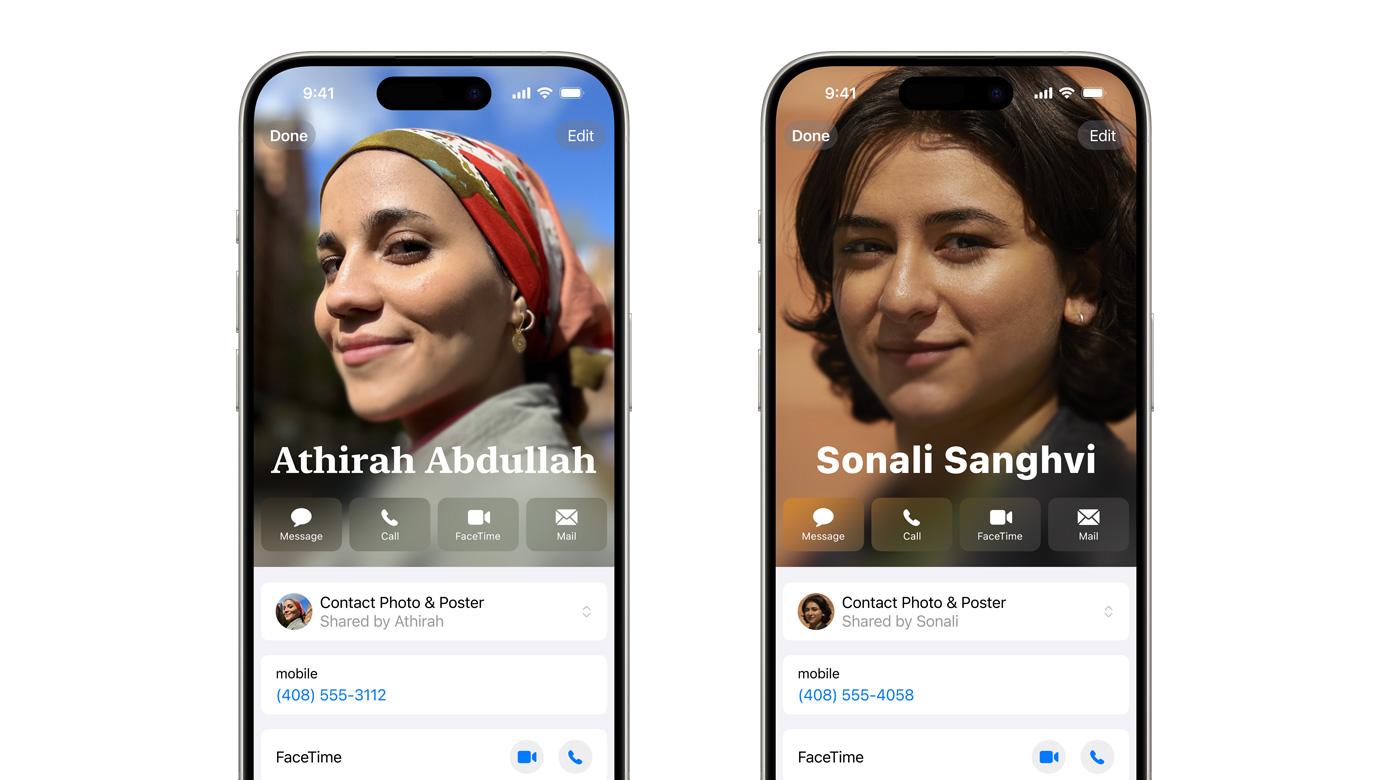 9:41
Done
Edit
Athirah Abdullah
Message
Call
FaceTime
Mail
Contact Photo & Poster
Shared by Athirah
mobile
(408) 555-3112
FaceTime
9:41
Done
Edit
Sonali Sanghvi
Message
Call
FaceTime
Mail
Contact Photo & Poster
Shared by Sonali
mobile
(408) 555-4058
FaceTime